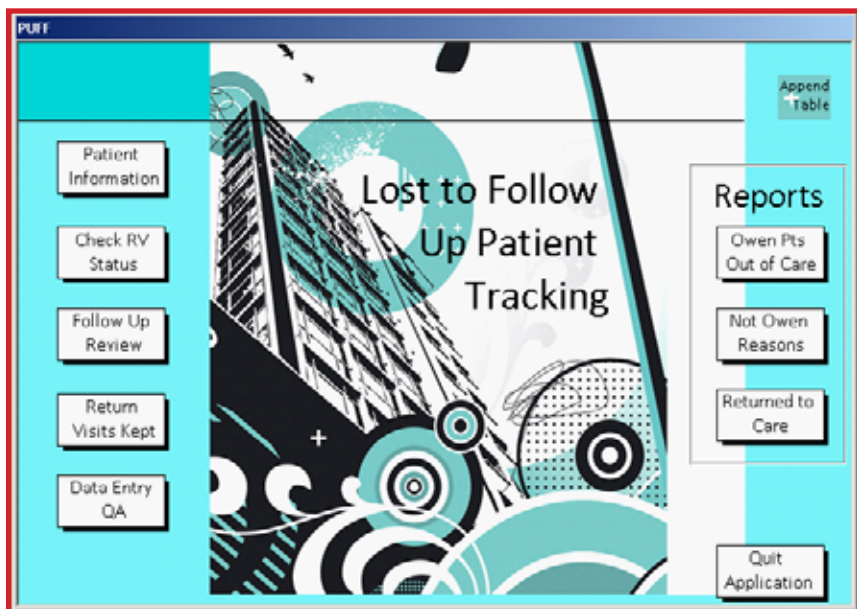 PUFF
Append
Table
Patient
Information
Check RV
Status
Follow Up
Review
Return
Visits Kept
Data Entry
QA
Lost to Follow
Up Patient
Tracking
Reports
Owen Pts
Out of Care
Not Owen
Reasons
Returned to
Care
Quit
Application